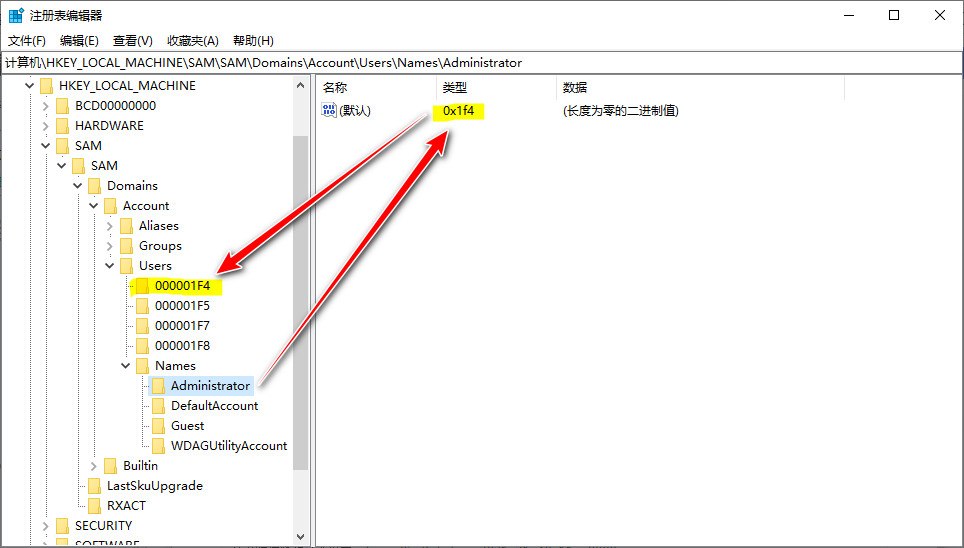 注册表编辑器
文件(F) 编辑(E) 查看(V) 收藏夹(A) 帮助(H)
计算机\HKEY_LOCAL_MACHINE\SAM\SAM\Domains\Account\Users\Names\Administrator
HKEY_LOCAL_MACHINE
BCD00000000
HARDWARE
SAM
SAM
Domains
Account
Aliases
Groups
Users
000001F4
000001F5
000001F7
000001F8
Names
Administrator
DefaultAccount
Guest
WDAGUtilityAccount
Builtin
LastSkuUpgrade
RXACT
SECURITY
SOFTWARE
名称 类型 数据
(默认) 0x1f4 (长度为零的二进制值)